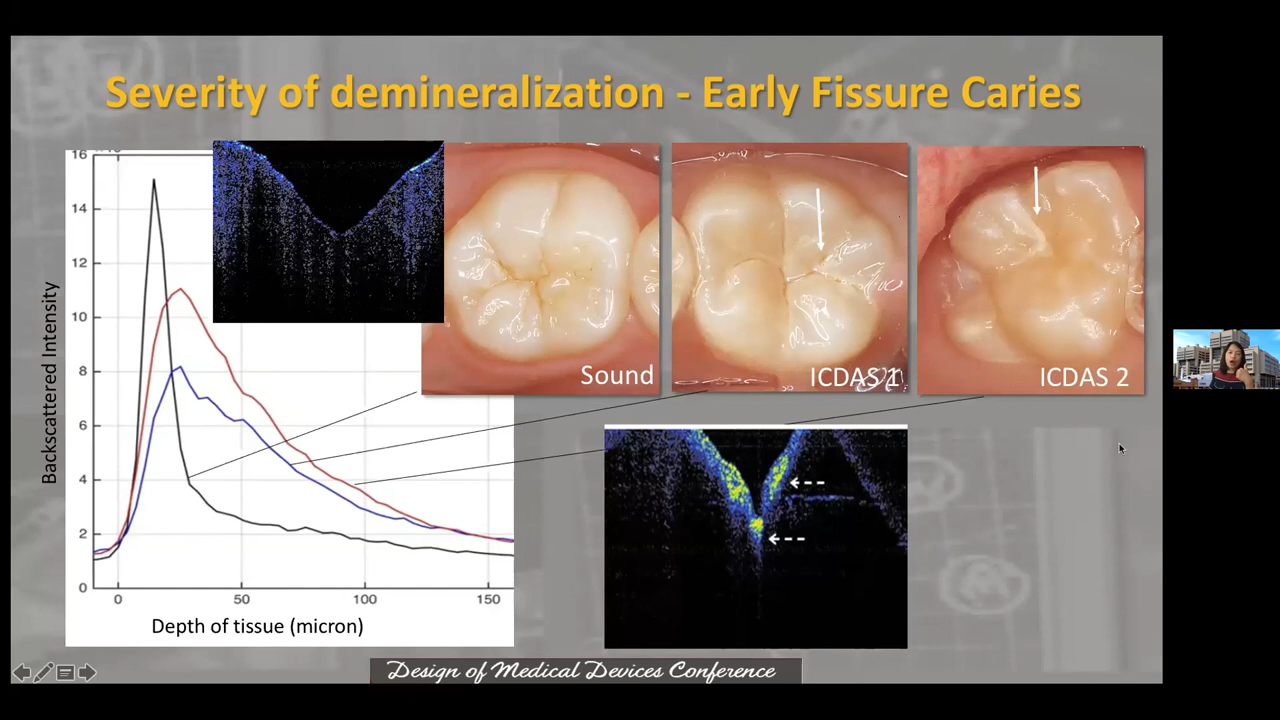 Severity of demineralization - Early Fissure Caries
16
14
12
10
8
6
4
2
0
0 50 100 150
Backscattered Intensity
Depth of tissue (micron)
Sound
ICDAS 1
ICDAS 2
Design of Medical Devices Conference